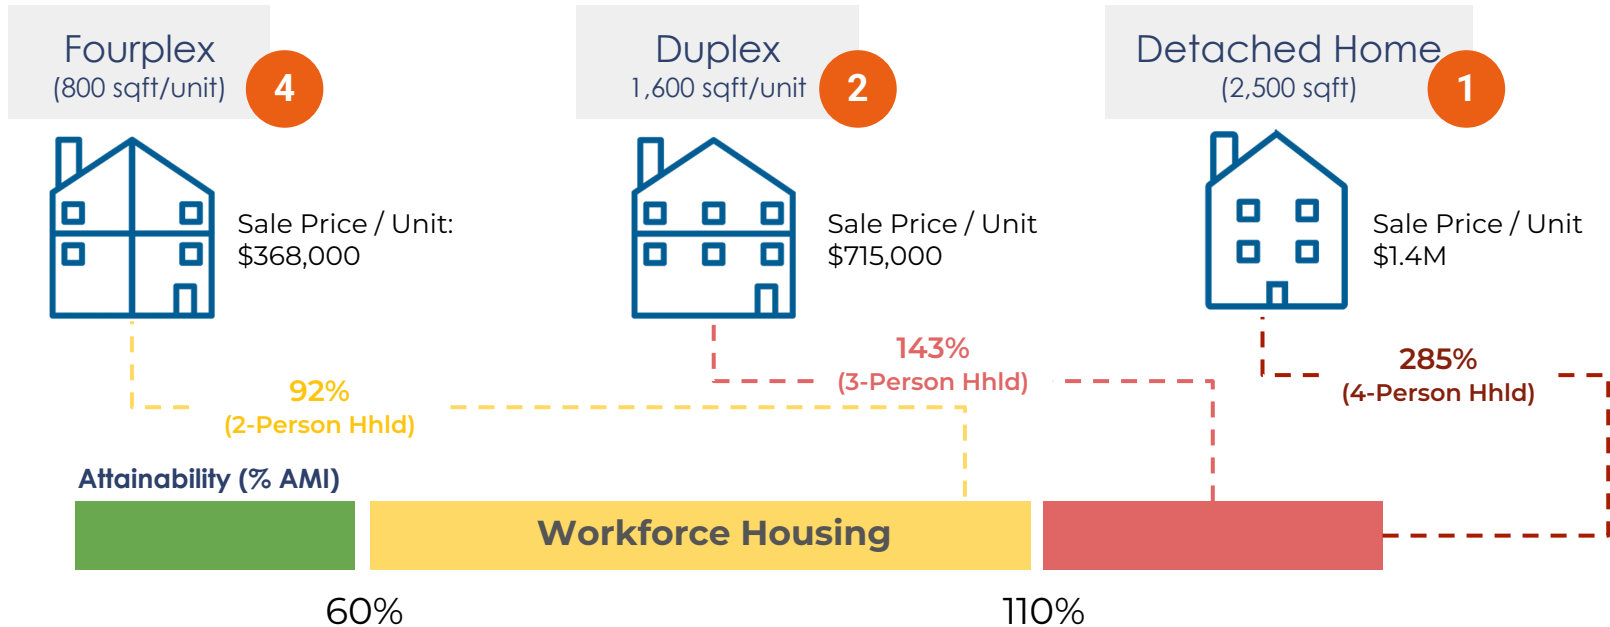 Fourplex
(800 sqft/unit)
4
Duplex
1,600 sqft/unit
2
Detached Home
(2,500 sqft)
1
Sale Price / Unit:
$368,000
Sale Price / Unit
$715,000
Sale Price / Unit
$1.4M
92%
(2-Person Hhld)
143%
(3-Person Hhld)
285%
(4-Person Hhld)
Attainability (% AMI)
Workforce Housing
60%
110%